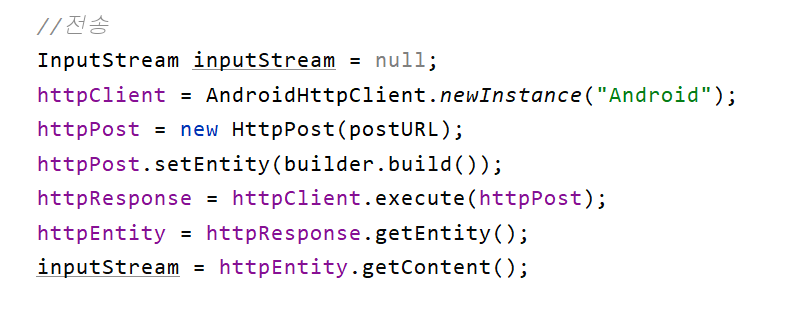 //전송
InputStream inputStream = null;
httpClient = AndroidHttpClient.newInstance("Android");
httpPost = new HttpPost(postURL);
httpPost.setEntity(builder.build());
httpResponse = httpClient.execute(httpPost);
httpEntity = httpResponse.getEntity();
inputStream = httpEntity.getContent();